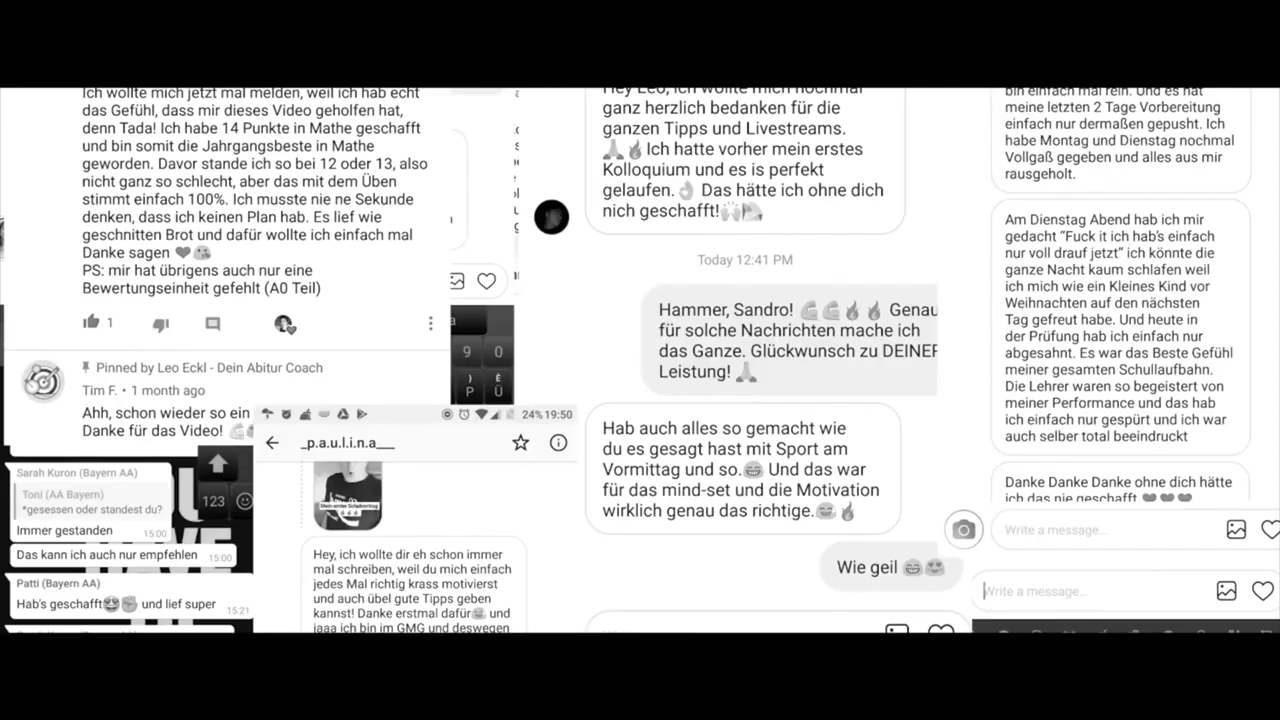 Ich wollte mich jetzt mal melden, weil ich hab echt
das Gefühl, dass mir dieses Video geholfen hat,
denn Tada! Ich habe 14 Punkte in Mathe geschafft
und bin somit die Jahrgangsbeste in Mathe
geworden. Davor stande ich so bei 12 oder 13, also
nicht ganz so schlecht, aber das mit dem Üben
stimmt einfach 100%. Ich musste nie ne Sekunde
denken, dass ich keinen Plan hab. Es lief wie
geschnitten Brot und dafür wollte ich einfach mal
Danke sagen ❤😘
PS: mir hat übrigens auch nur eine
Bewertungseinheit gefehlt (A0 Teil)
1
Pinned by Leo Eckl - Dein Abitur Coach
Tim F. • 1 month ago
Ahh, schon wieder so ein
Danke für das Video! 💪
9 0
P Ü
123
Sarah Kuron (Bayern AA)
Toni (AA Bayern)
*gesessen oder standest du?
Immer gestanden 15:00
Das kann ich auch nur empfehlen 15:00
Patti (Bayern AA)
Hab's geschafft😍✊ und lief super 15:21
24% 19:50
_p.a.u.l.i.n.a___
Mein erster Schulvortrag
Hey, ich wollte dir eh schon immer
mal schreiben, weil du mich einfach
jedes Mal richtig krass motivierst
und auch übel gute Tipps geben
kannst! Danke erstmal dafür😊 und
jaaa ich bin im GMG und deswegen
Hey Leo, ich wollte mich nochmal
ganz herzlich bedanken für die
ganzen Tipps und Livestreams.
🙏🔥Ich hatte vorher mein erstes
Kolloquium und es is perfekt
gelaufen.👌 Das hätte ich ohne dich
nich geschafft!🙌
Today 12:41 PM
Hammer, Sandro! 💪💪🔥🔥 Genau
für solche Nachrichten mache ich
das Ganze. Glückwunsch zu DEINER
Leistung! 🙏
Hab auch alles so gemacht wie
du es gesagt hast mit Sport am
Vormittag und so.😂 Und das war
für das mind-set und die Motivation
wirklich genau das richtige.😁🔥
Wie geil 😂😍
bin einfach mal rein. Und es hat
meine letzten 2 Tage Vorbereitung
einfach nur dermaßen gepusht. Ich
habe Montag und Dienstag nochmal
Vollgaß gegeben und alles aus mir
rausgeholt.
Am Dienstag Abend hab ich mir
gedacht "Fuck it ich hab's einfach
nur voll drauf jetzt" ich könnte die
ganze Nacht kaum schlafen weil
ich mich wie ein Kleines Kind vor
Weihnachten auf den nächsten
Tag gefreut habe. Und heute in
der Prüfung hab ich einfach nur
abgesahnt. Es war das Beste Gefühl
meiner gesamten Schullaufbahn.
Die Lehrer waren so begeistert von
meiner Performance und das hab
ich einfach nur gespürt und ich war
auch selber total beeindruckt
Danke Danke Danke ohne dich hätte
ich das nie geschafft ❤❤❤
Write a message...
Write a message...